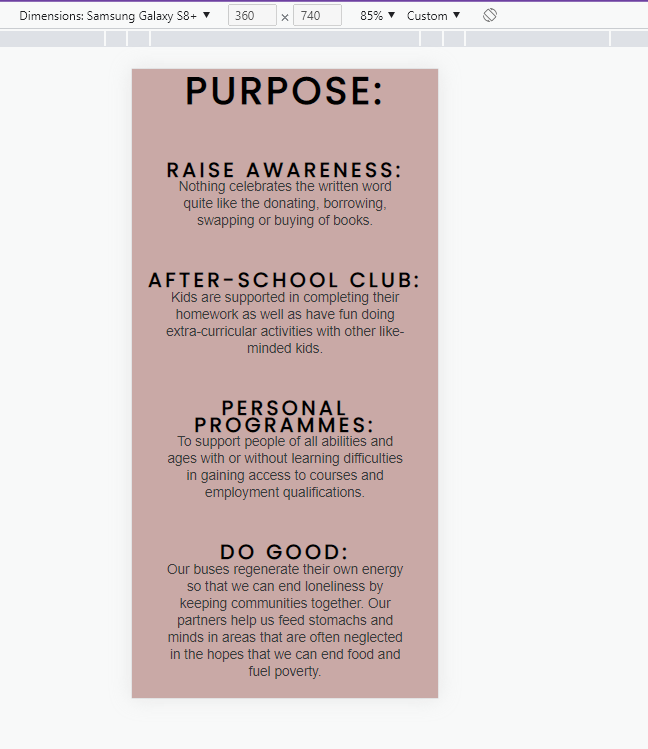 Dimensions: Samsung Galaxy S8+ ▼ 360 × 740 85% ▼ Custom ▼
PURPOSE:
RAISE AWARENESS:
Nothing celebrates the written word
quite like the donating, borrowing,
swapping or buying of books.
AFTER-SCHOOL CLUB:
Kids are supported in completing their
homework as well as have fun doing
extra-curricular activities with other like-
minded kids.
PERSONAL
PROGRAMMES:
To support people of all abilities and
ages with or without learning difficulties
in gaining access to courses and
employment qualifications.
DO GOOD:
Our buses regenerate their own energy
so that we can end loneliness by
keeping communities together. Our
partners help us feed stomachs and
minds in areas that are often neglected
in the hopes that we can end food and
fuel poverty.